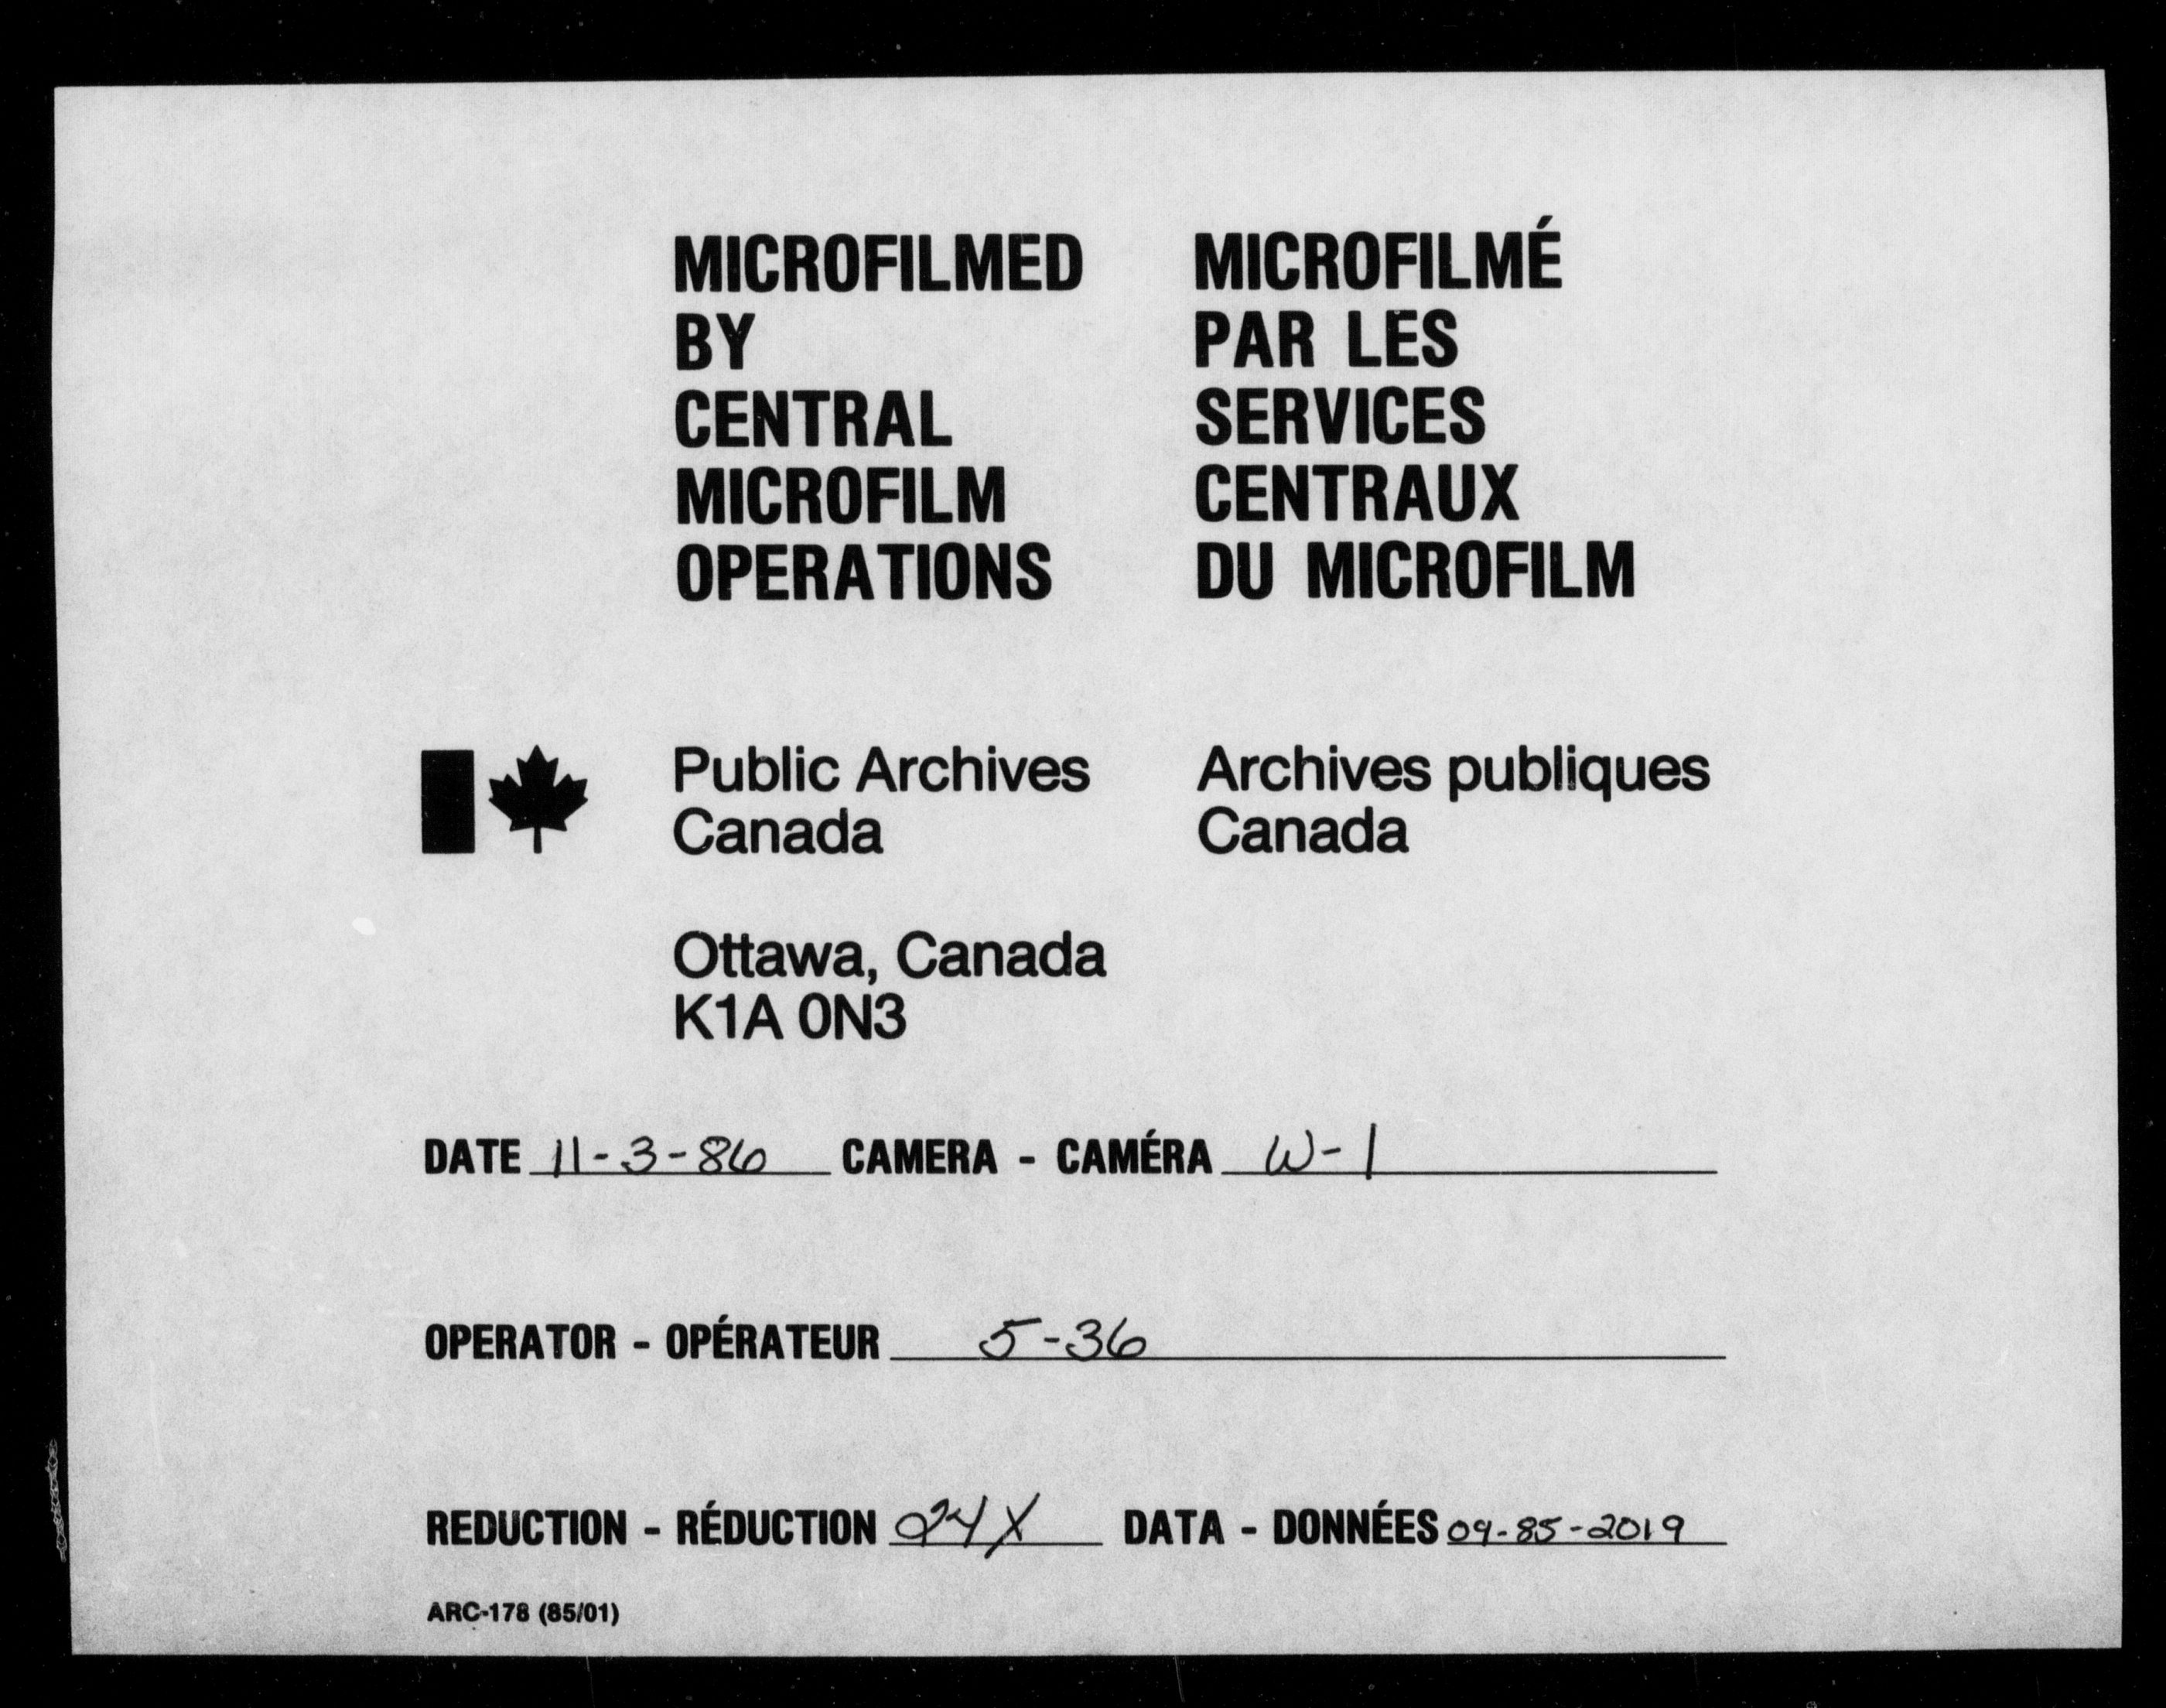 MICROFILMED
BY
CENTRAL
MICROFILM
OPERATIONS
MICROFILMÉ
PAR LES
SERVICES
CENTRAUX
DU MICROFILM
Public Archives
Canada
Archives publiques
Canada
Ottawa, Canada
K1A 0N3
DATE 11-3-86 CAMERA - CAMÉRA W-1
OPERATOR - OPÉRATEUR 5-36
REDUCTION - RÉDUCTION 24X DATA - DONNÉES 09-85-2019
ARC-178 (85/01)